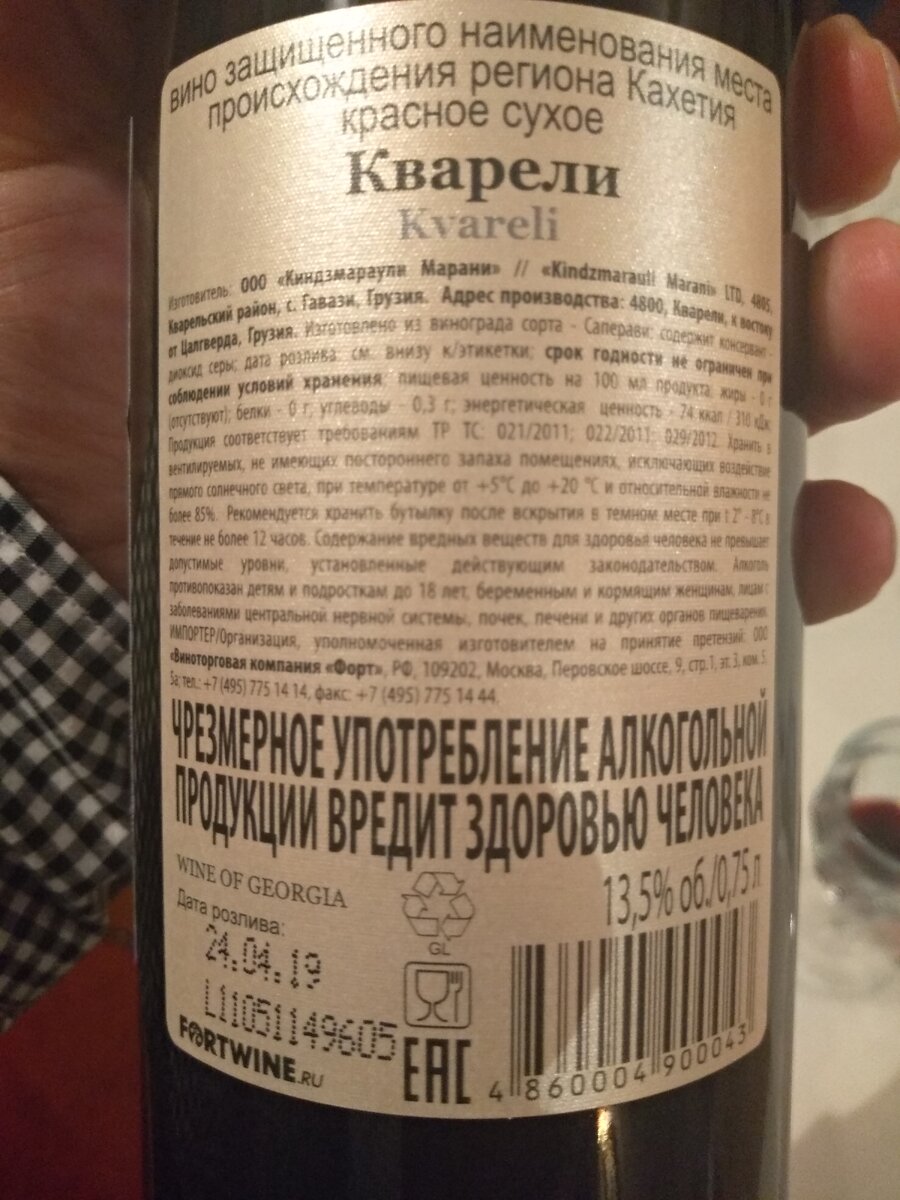 вино защищенного наименования места
происхождения региона Кахетия
красное сухое
Кварели
Kvareli
Изготовитель: ООО «Киндзмараули Марани» // «Kindzmarauli Marani» LTD, 4805,
Кварельский район, с. Гавази, Грузия. Адрес производства: 4800, Кварели, к востоку
от Цалгверда, Грузия. Изготовлено из винограда сорта - Саперави; содержит консервант -
диоксид серы; дата розлива: см. внизу к/этикетки; срок годности не ограничен при
соблюдении условий хранения; пищевая ценность на 100 мл продукта: жиры - 0 г
(отсутствуют); белки - 0 г; углеводы - 0,3 г; энергетическая ценность - 74 ккал / 310 кДж.
Продукция соответствует требованиям ТР ТС: 021/2011; 022/2011; 029/2012. Хранить в
вентилируемых, не имеющих постороннего запаха помещениях, исключающих воздействие
прямого солнечного света, при температуре от +5°С до +20 °С и относительной влажности не
более 85%. Рекомендуется хранить бутылку после вскрытия в темном месте при t 2° - 8°С в
течение не более 12 часов. Содержание вредных веществ для здоровья человека не превышает
допустимые уровни, установленные действующим законодательством. Алкоголь
противопоказан детям и подросткам до 18 лет, беременным и кормящим женщинам, лицам с
заболеваниями центральной нервной системы, почек, печени и других органов пищеварения.
ИМПОРТЕР/Организация, уполномоченная изготовителем на принятие претензий: ООО
«Виноторговая компания «Форт», РФ, 109202, Москва, Перовское шоссе, 9, стр.1, эт. 3, ком. 5,
5а; тел.: +7 (495) 775 14 14, факс: +7 (495) 775 14 44.
ЧРЕЗМЕРНОЕ УПОТРЕБЛЕНИЕ АЛКОГОЛЬНОЙ
ПРОДУКЦИИ ВРЕДИТ ЗДОРОВЬЮ ЧЕЛОВЕКА
WINE OF GEORGIA
13,5% об./0,75 л
Дата розлива:
24.04.19
L11051149605
GL
FORTWINE.RU
EAC
4 860004 900043